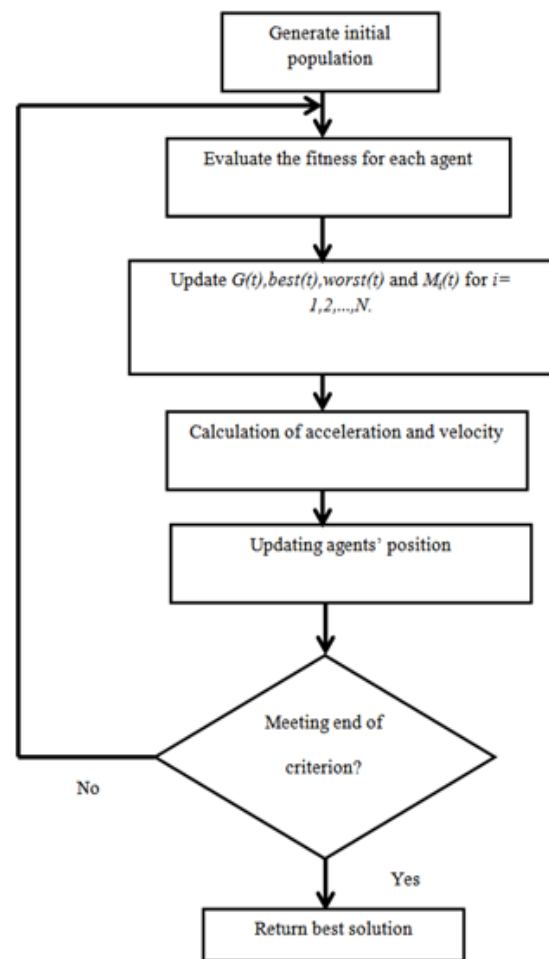 Generate initial
population
Evaluate the fitness for each agent
Update G(t),best(t),worst(t) and Mᵢ(t) for i=
1,2,...,N.
Calculation of acceleration and velocity
Updating agents’ position
Meeting end of
criterion?
No
Yes
Return best solution